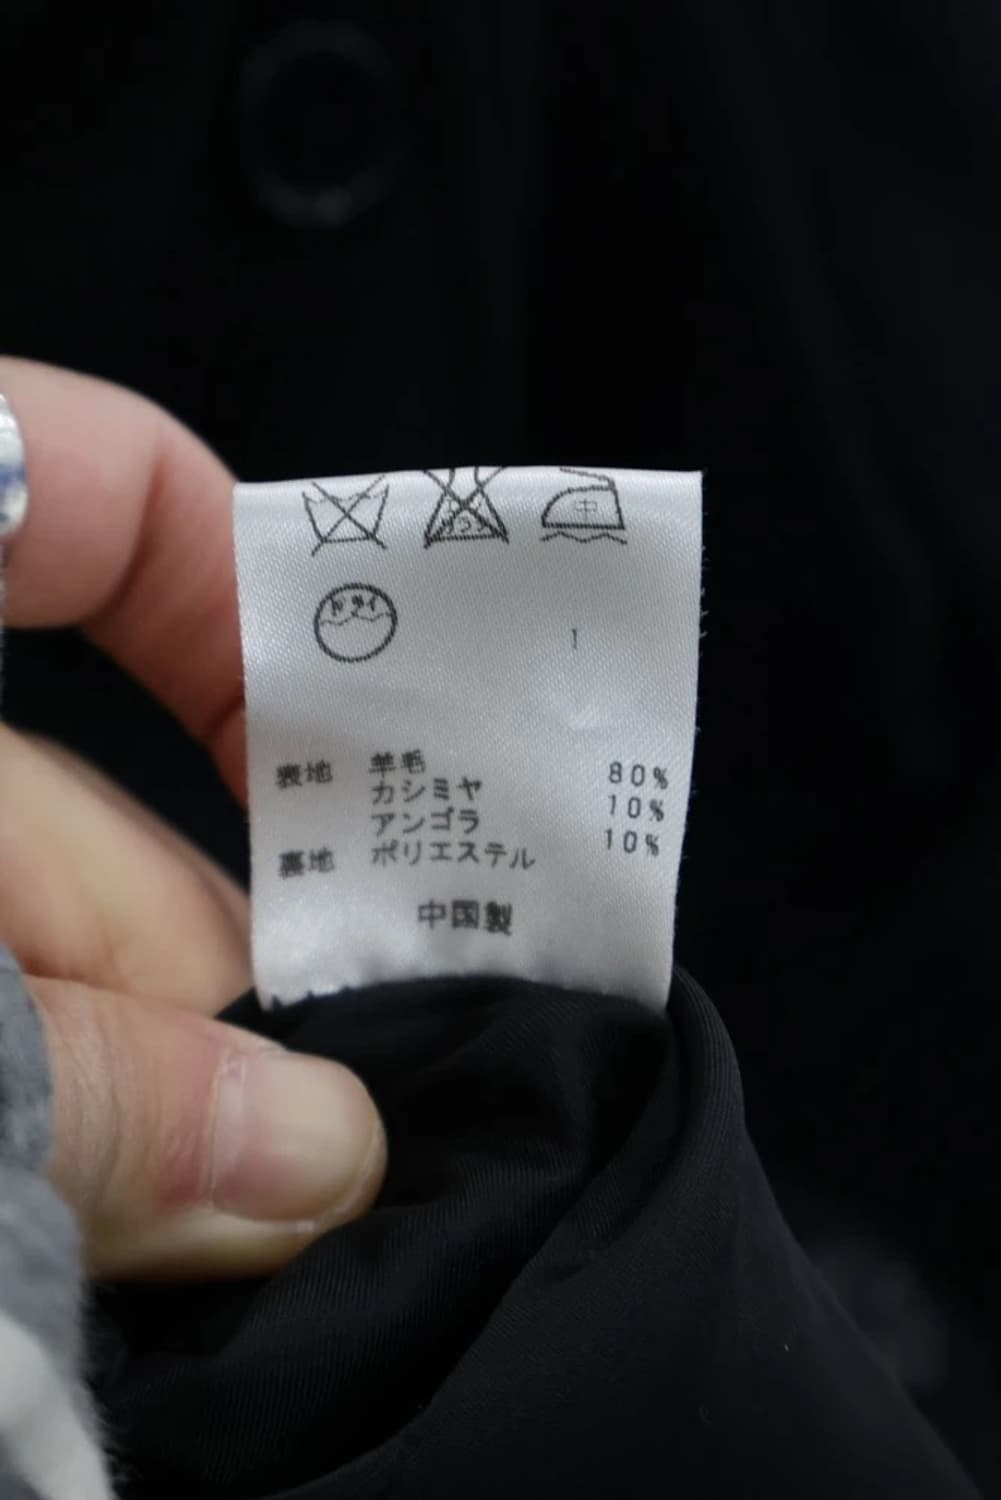 中
ドライ
1
表地 羊毛 80%
カシミヤ 10%
アンゴラ 10%
裏地 ポリエステル
中国製